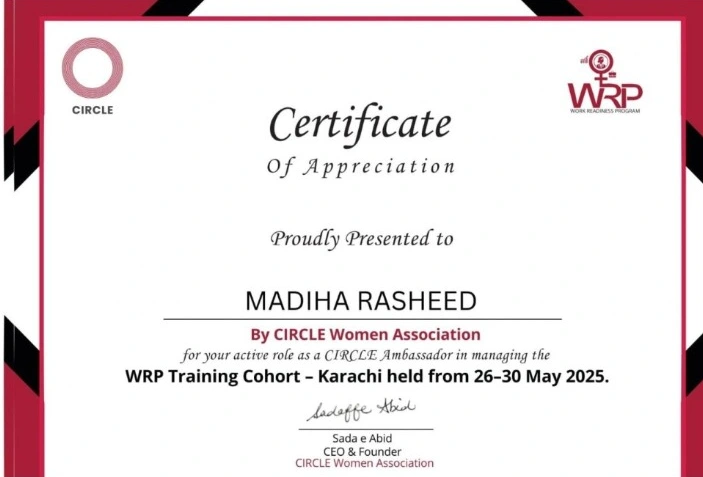 CIRCLE
WRP
WORK READINESS PROGRAM
Certificate
Of Appreciation
Proudly Presented to
MADIHA RASHEED
By CIRCLE Women Association
for your active role as a CIRCLE Ambassador in managing the
WRP Training Cohort – Karachi held from 26–30 May 2025.
Sadaffe Abid
Sada e Abid
CEO & Founder
CIRCLE Women Association